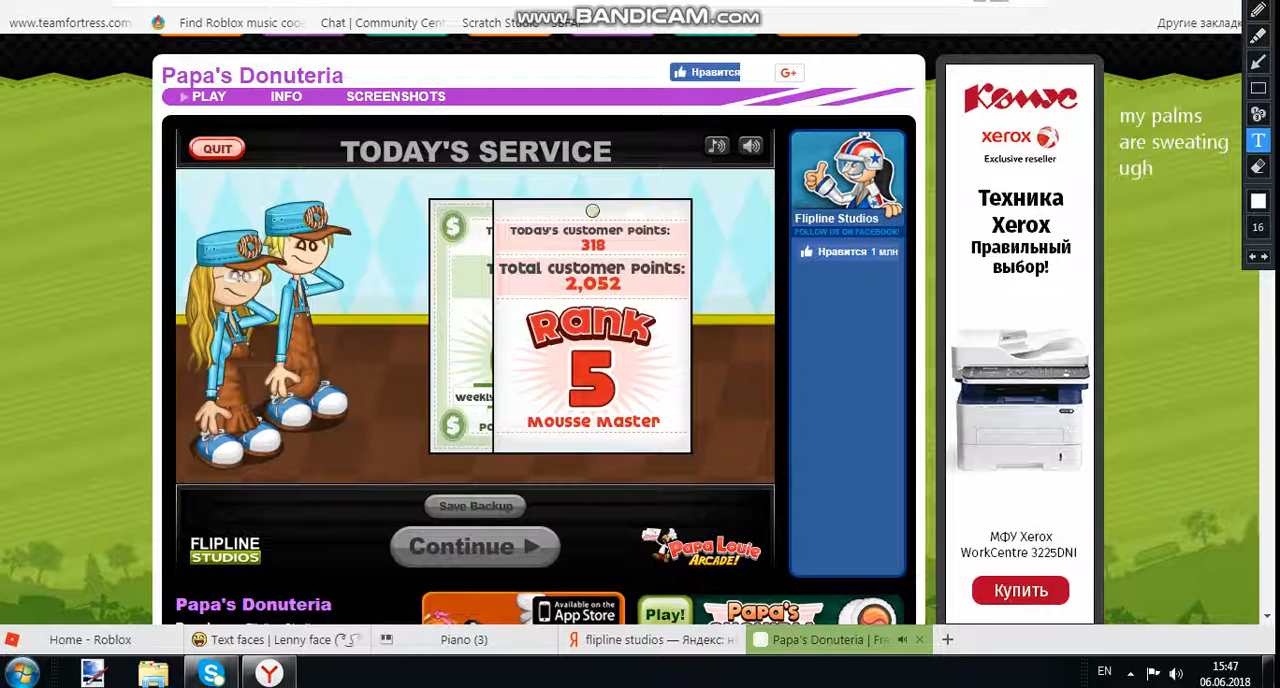 www.BANDICAM.com
www.teamfortress.com
Find Roblox music code
Chat | Community Cent
Scratch Studio
Другие закладк
Papa's Donuteria
Нравится
G+
PLAY
INFO
SCREENSHOTS
QUIT
TODAY'S SERVICE
Flipline Studios
FOLLOW US ON FACEBOOK!
Нравится 1 млн
Today's customer points:
318
Total customer points:
2,052
Rank
5
Mousse Master
weekly
Save Backup
Continue
FLIPLINE
STUDIOS
Papa Louie
ARCADE!
Papa's Donuteria
Available on the
App Store
Play!
Papa's
Комус
xerox
Exclusive reseller
Техника
Xerox
Правильный
выбор!
МФУ Xerox
WorkCentre 3225DNI
Купить
my palms
are sweating
ugh
T
16
Home - Roblox
Text faces | Lenny face ( ͡° ͜ʖ ͡
Piano (3)
flipline studios — Яндекс: н
Papa's Donuteria | Fre
EN
15:47
06.06.2018